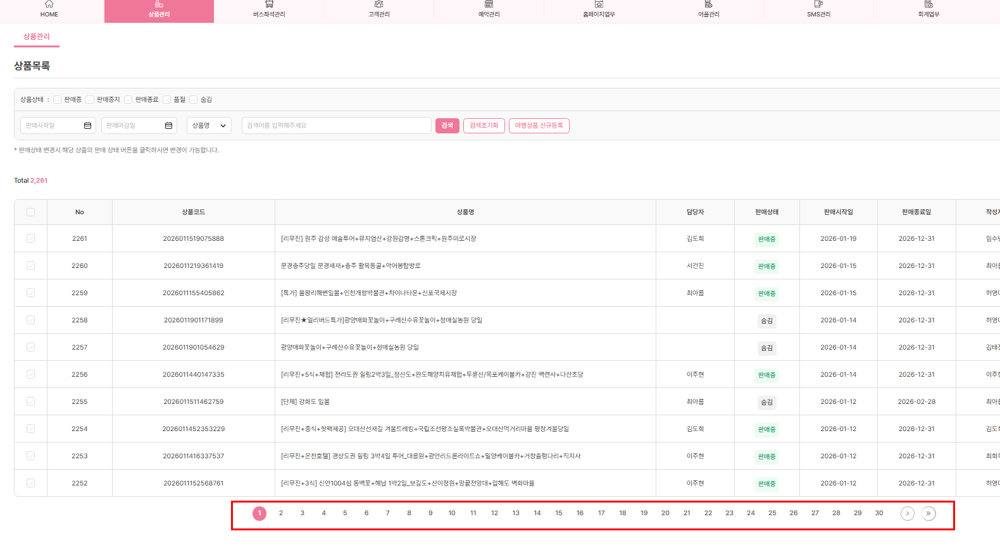 HOME 상품관리 버스좌석관리 고객관리 예약관리 홈페이지업무 어플관리 SMS관리 회계업무
상품관리
상품목록
상품상태 : 판매중 판매중지 판매종료 품절 숨김
판매시작일 판매마감일 상품명 검색어를 입력해주세요 검색 검색초기화 여행상품 신규등록
* 판매상태 변경시 해당 상품의 판매 상태 버튼을 클릭하시면 변경이 가능합니다.
Total 2,261
No 상품코드 상품명 담당자 판매상태 판매시작일 판매종료일
2261 2026011519075888 [리무진] 원주 감성 예술투어+뮤지엄산+강원감영+스톤크릭+원주미로시장 김도희 판매중 2026-01-19 2026-12-31
2260 2026011219361419 문경충주당일 문경새재+충주 활옥동굴+악어봉탐방로 서건진 판매중 2026-01-15 2026-12-31 최아름
2259 2026011155405862 [특가] 을왕리해변일몰+인천개항박물관+차이나타운+신포국제시장 최아름 판매중 2026-01-15 2026-12-31
2258 2026011901171899 [리무진★얼리버드특가]광양매화꽃놀이+구례산수유꽃놀이+청매실농원 당일 숨김 2026-01-14 2026-12-31
2257 2026011901054629 광양매화꽃놀이+구례산수유꽃놀이+청매실농원 당일 숨김 2026-01-14 2026-12-31
2256 2026011440147335 [리무진+5식+체험] 전라도권 힐링2박3일_청산도+완도해양치유체험+두륜산/목포케이블카+강진 백련사+다산초당 이주현 판매중 2026-01-14 2026-12-31 이주현
2255 2026011511462759 [단체] 강화도 일몰 최아름 숨김 2026-01-12 2026-02-28 최아름
2254 2026011452353229 [리무진+중식+핫팩제공] 오대산선재길 겨울트레킹+국립조선왕조실록박물관+오대산먹거리마을 평창겨울당일 김도희 판매중 2026-01-12 2026-12-31 김도희
2253 2026011416337537 [리무진+온천호텔] 경상도권 힐링 3박4일 투어_대릉원+광안리드론라이트쇼+밀양케이블카+거창출렁다리+직지사 이주현 판매중 2026-01-12 2026-12-31
2252 2026011152568761 [리무진+3식] 신안1004섬 동백꽃+해남 1박2일_보길도+산이정원+땅끝전망대+압해도 벽화마을 이주현 판매중 2026-01-12 2026-12-31
1 2 3 4 5 6 7 8 9 10 11 12 13 14 15 16 17 18 19 20 21 22 23 24 25 26 27 28 29 30 > »